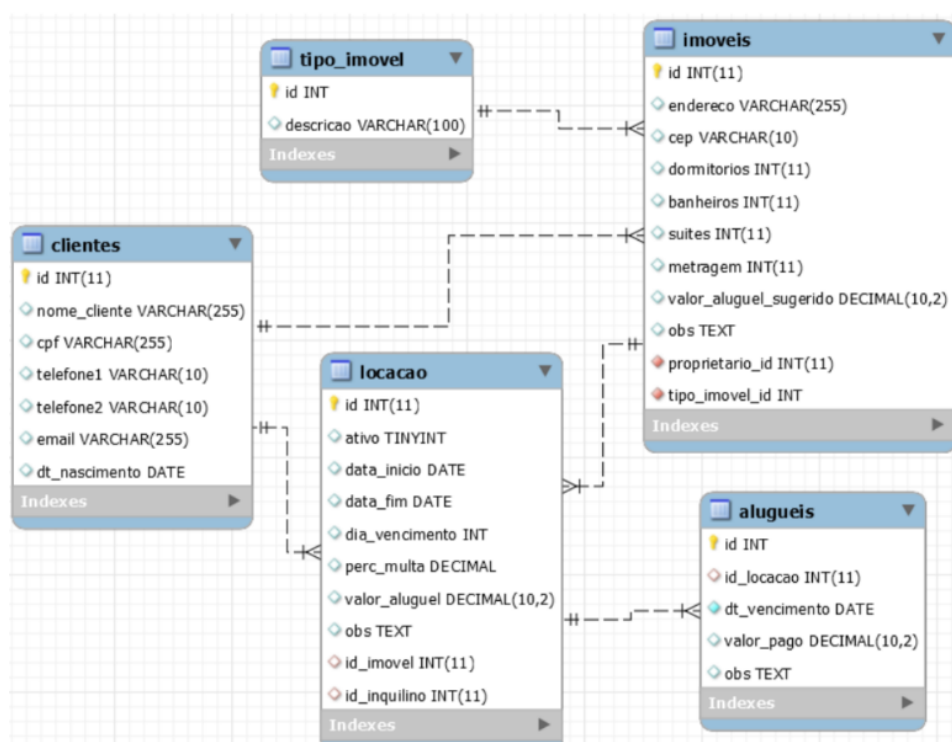 tipo_imovel
id INT
descricao VARCHAR(100)
Indexes
imoveis
id INT(11)
endereco VARCHAR(255)
cep VARCHAR(10)
dormitorios INT(11)
banheiros INT(11)
suites INT(11)
metragem INT(11)
valor_aluguel_sugerido DECIMAL(10,2)
obs TEXT
proprietario_id INT(11)
tipo_imovel_id INT
Indexes
clientes
id INT(11)
nome_cliente VARCHAR(255)
cpf VARCHAR(255)
telefone1 VARCHAR(10)
telefone2 VARCHAR(10)
email VARCHAR(255)
dt_nascimento DATE
Indexes
locacao
id INT(11)
ativo TINYINT
data_inicio DATE
data_fim DATE
dia_vencimento INT
perc_multa DECIMAL
valor_aluguel DECIMAL(10,2)
obs TEXT
id_imovel INT(11)
id_inquilino INT(11)
Indexes
alugueis
id INT
id_locacao INT(11)
dt_vencimento DATE
valor_pago DECIMAL(10,2)
obs TEXT
Indexes